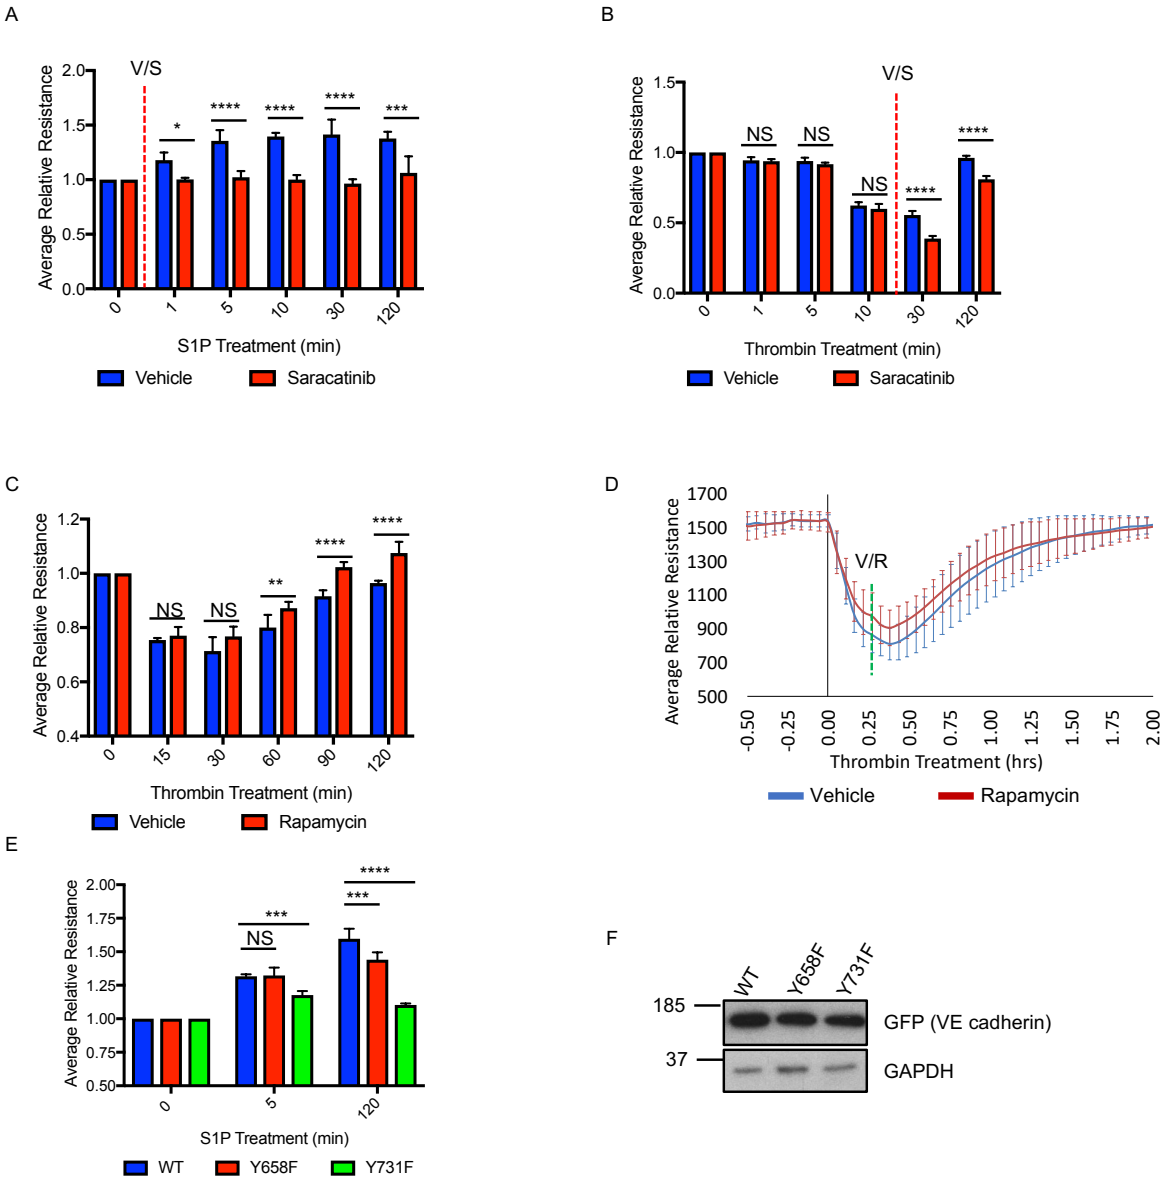 A
Average Relative Resistance
2.0
1.5
1.0
0.5
0.0
V/S
*
****
****
****
***
0
1
5
10
30
120
S1P Treatment (min)
Vehicle
Saracatinib
B
Average Relative Resistance
1.5
1.0
0.5
0.0
V/S
NS
NS
NS
****
****
0
1
5
10
30
120
Thrombin Treatment (min)
Vehicle
Saracatinib
C
Average Relative Resistance
1.2
1.0
0.8
0.6
0.4
NS
NS
**
****
****
0
15
30
60
90
120
Thrombin Treatment (min)
Vehicle
Rapamycin
D
Average Relative Resistance
1700
1500
1300
1100
900
700
500
V/R
-0.50
-0.25
0.00
0.25
0.50
0.75
1.00
1.25
1.50
1.75
2.00
Thrombin Treatment (hrs)
Vehicle
Rapamycin
E
Average Relative Resistance
2.00
1.75
1.50
1.25
1.00
0.75
0.50
***
NS
****
***
0
5
120
S1P Treatment (min)
WT
Y658F
Y731F
F
WT
Y658F
Y731F
185
GFP (VE cadherin)
37
GAPDH